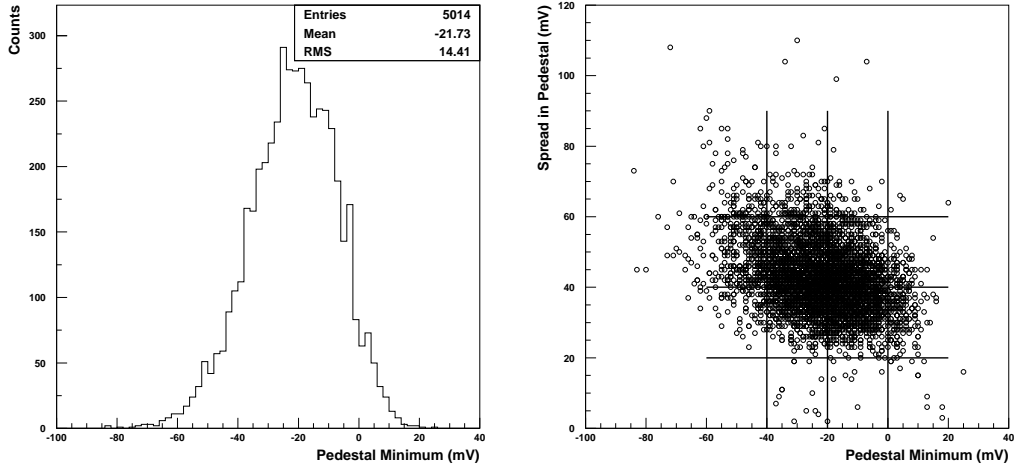 Counts
Entries 5014
Mean -21.73
RMS 14.41
300
250
200
150
100
50
0
-100 -80 -60 -40 -20 0 20 40
Pedestal Minimum (mV)
Spread in Pedestal (mV)
120
100
80
60
40
20
0
-100 -80 -60 -40 -20 0 20 40
Pedestal Minimum (mV)